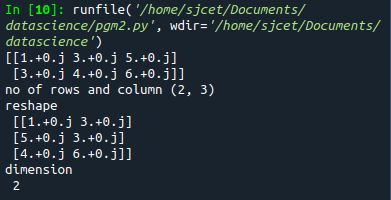 In [10]: runfile('/home/sjcet/Documents/
datascience/pgm2.py', wdir='/home/sjcet/Documents/
datascience')
[[1.+0.j 3.+0.j 5.+0.j]
 [3.+0.j 4.+0.j 6.+0.j]]
no of rows and column (2, 3)
reshape
 [[1.+0.j 3.+0.j]
 [5.+0.j 3.+0.j]
 [4.+0.j 6.+0.j]]
dimension
 2